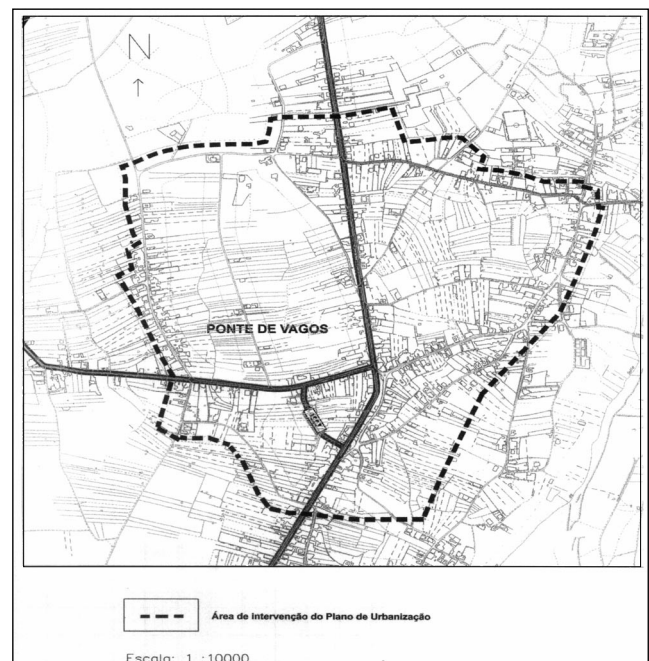 N
PONTE DE VAGOS
Área de Intervenção do Plano de Urbanização
Escala: 1 :10000